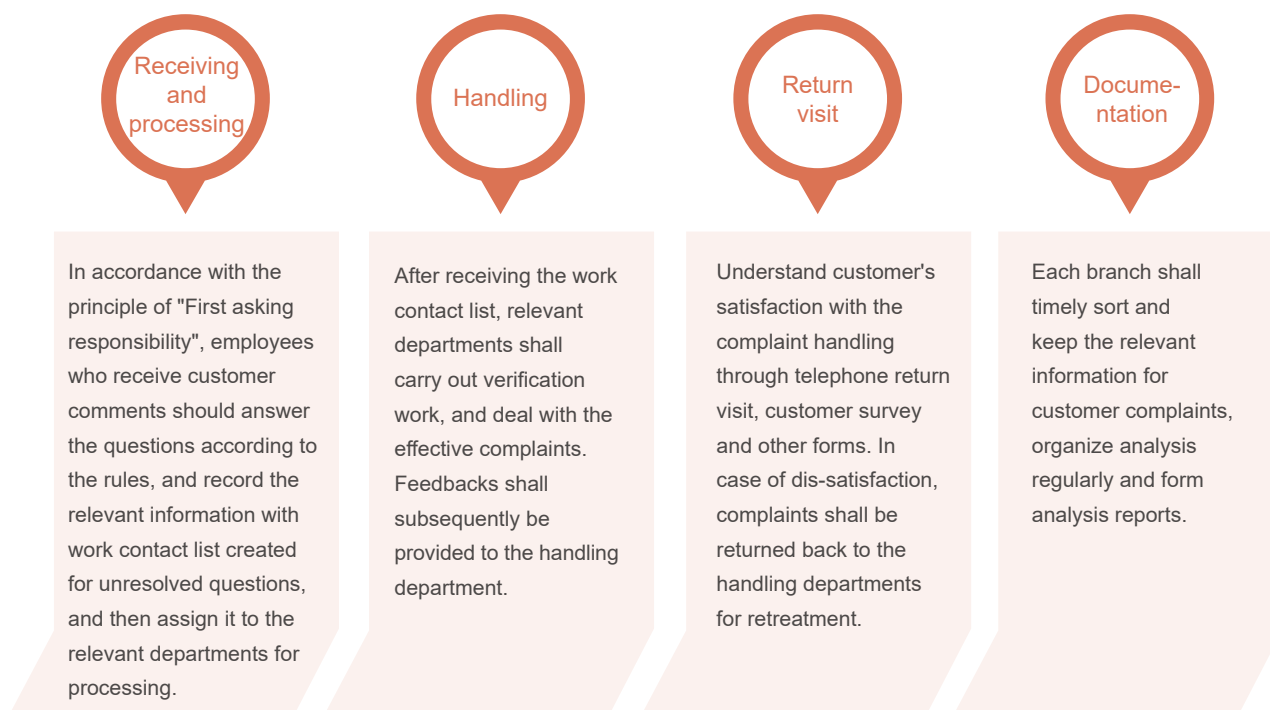 Receiving
and
processing
In accordance with the
principle of "First asking
responsibility", employees
who receive customer
comments should answer
the questions according to
the rules, and record the
relevant information with
work contact list created
for unresolved questions,
and then assign it to the
relevant departments for
processing.
Handling
After receiving the work
contact list, relevant
departments shall
carry out verification
work, and deal with the
effective complaints.
Feedbacks shall
subsequently be
provided to the handling
department.
Return
visit
Understand customer's
satisfaction with the
complaint handling
through telephone return
visit, customer survey
and other forms. In
case of dis-satisfaction,
complaints shall be
returned back to the
handling departments
for retreatment.
Docume-
ntation
Each branch shall
timely sort and
keep the relevant
information for
customer complaints,
organize analysis
regularly and form
analysis reports.